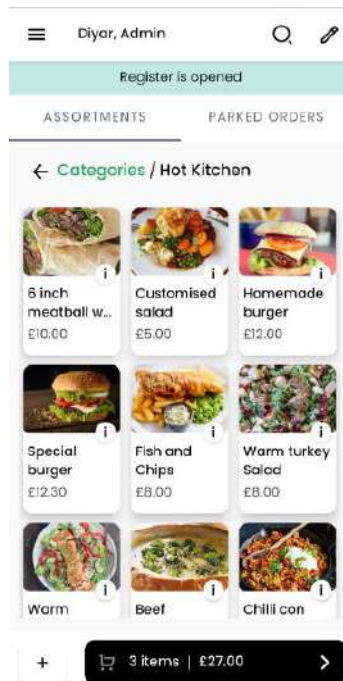 Diyar, Admin
Register is opened
ASSORTMENTS
PARKED ORDERS
← Categories / Hot Kitchen
6 inch
meatball w...
£10.00
Customised
salad
£5.00
Homemade
burger
£12.00
Special
burger
£12.30
Fish and
Chips
£8.00
Warm turkey
Salad
£8.00
Warm
Beef
Chilli con
+
3 items | £27.00 >